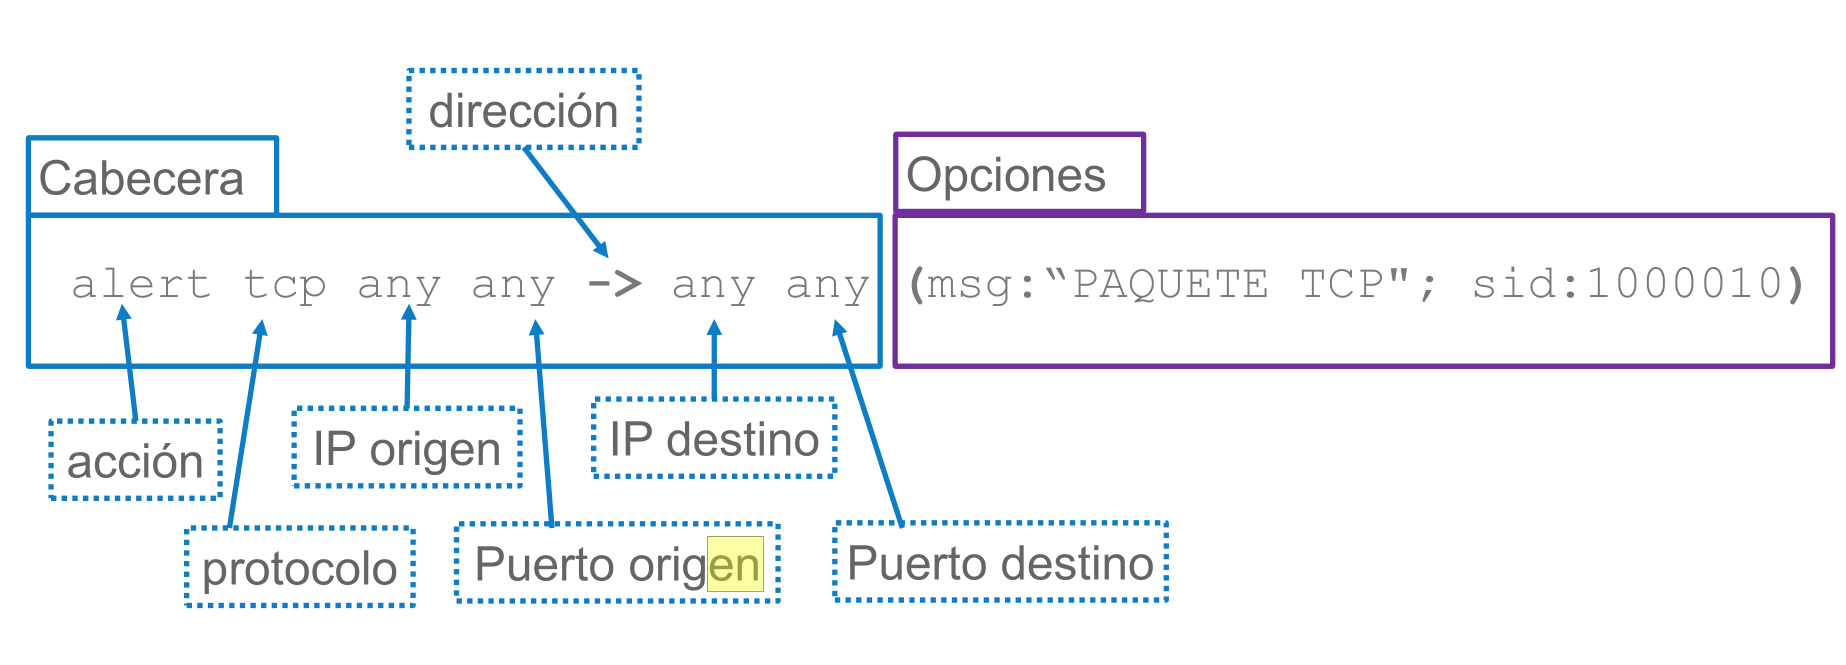 dirección
Cabecera
Opciones
alert tcp any any -> any any (msg:“PAQUETE TCP"; sid:1000010)
acción
IP origen
IP destino
protocolo
Puerto origen
Puerto destino